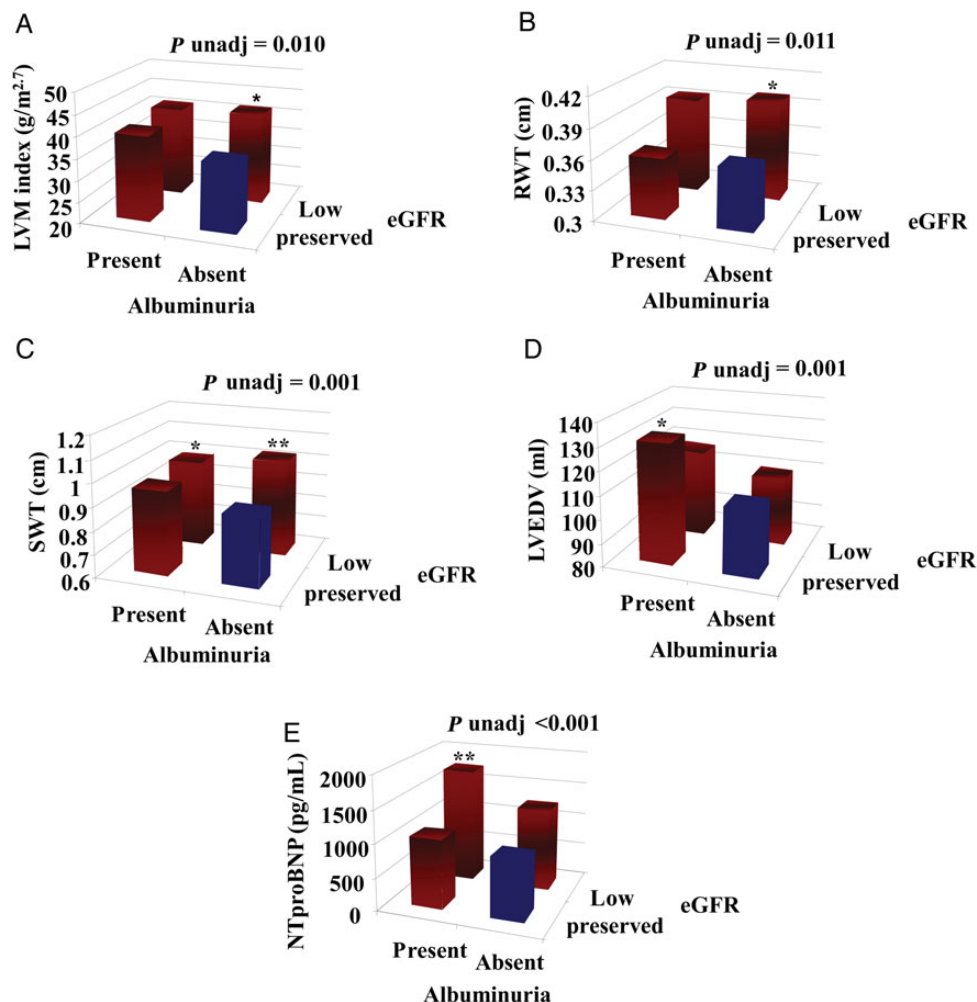 A
P unadj = 0.010
LVM index (g/m2.7)
50
45
40
35
30
25
20
*
Low
preserved
eGFR
Present
Absent
Albuminuria
B
P unadj = 0.011
RWT (cm)
0.42
0.39
0.36
0.33
0.3
*
Low
preserved
eGFR
Present
Absent
Albuminuria
C
P unadj = 0.001
SWT (cm)
1.2
1.1
1
0.9
0.8
0.7
0.6
*
**
Low
preserved
eGFR
Present
Absent
Albuminuria
D
P unadj = 0.001
LVEDV (ml)
140
130
120
110
100
90
80
*
Low
preserved
eGFR
Present
Absent
Albuminuria
E
P unadj <0.001
NTproBNP (pg/mL)
2000
1500
1000
500
0
**
Low
preserved
eGFR
Present
Absent
Albuminuria